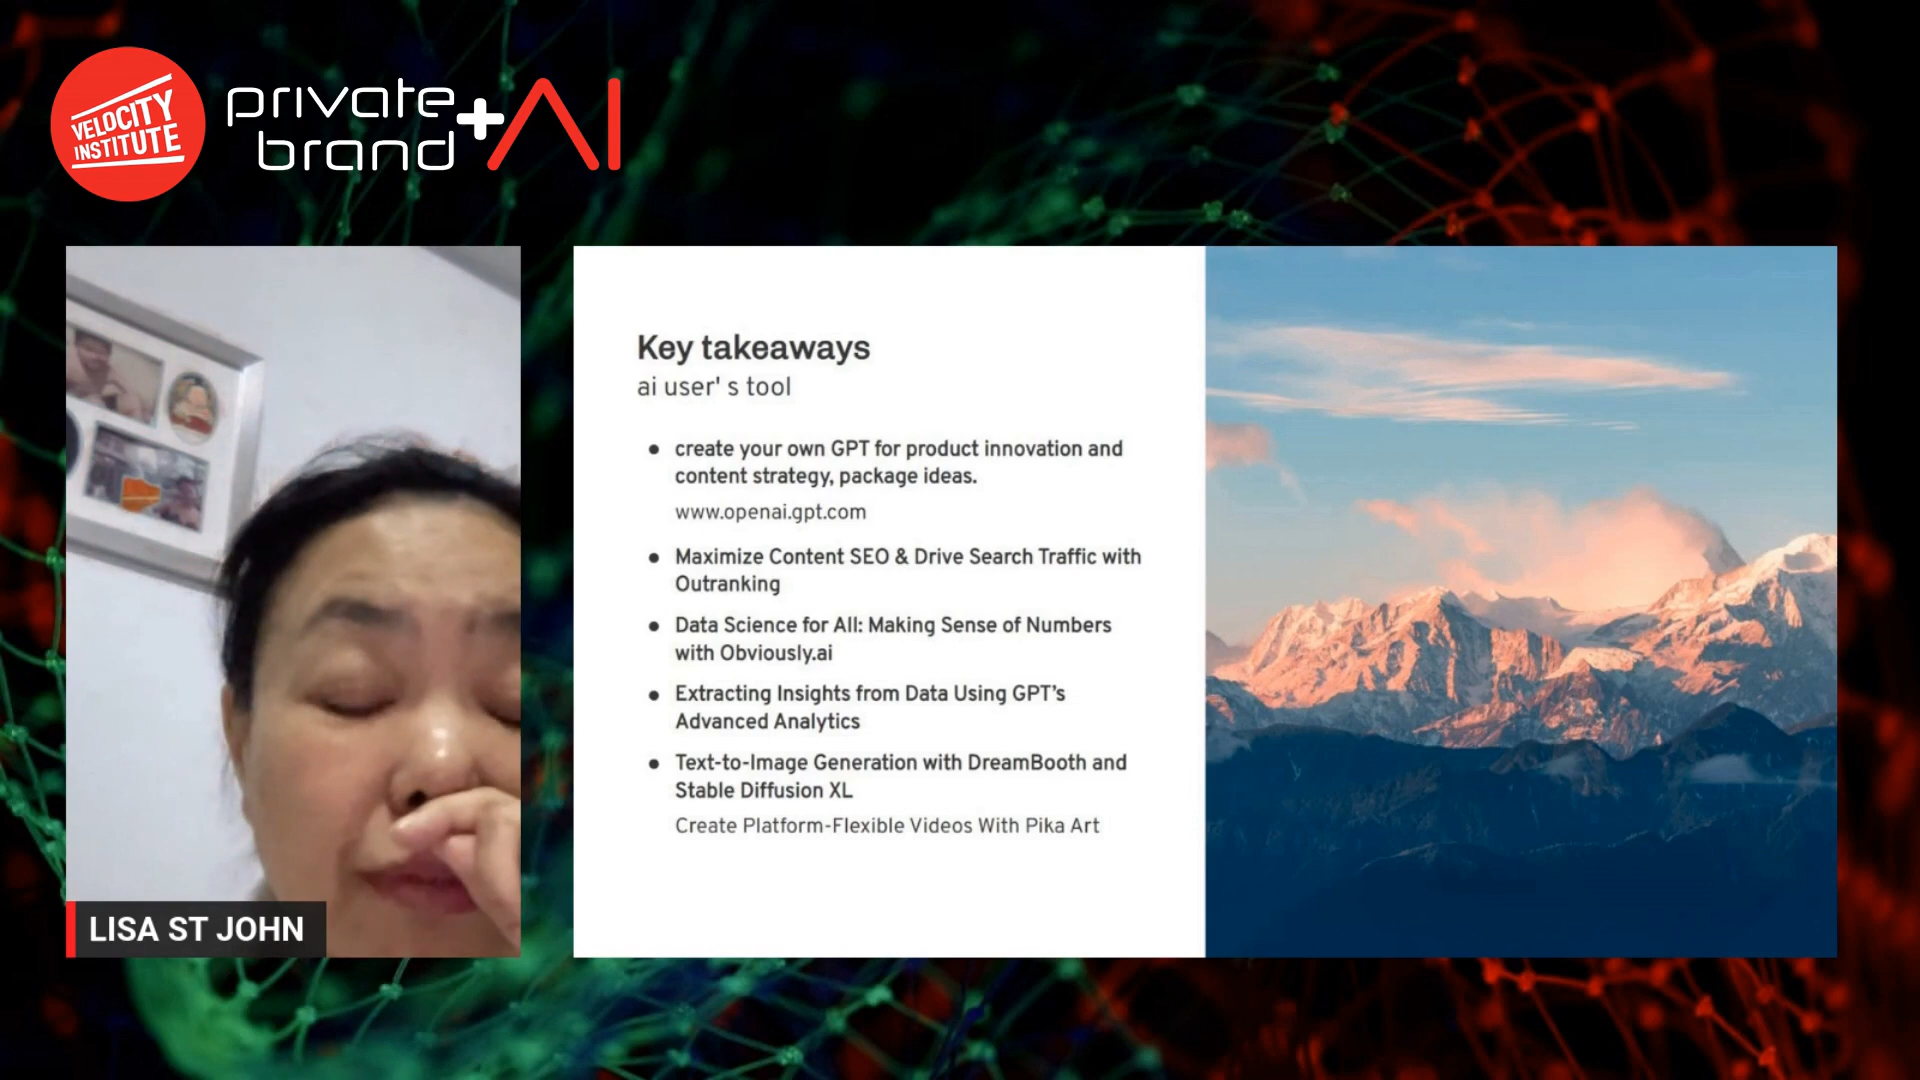 VELOCITY
INSTITUTE
private
brand
+AI
Key takeaways
ai user' s tool
• create your own GPT for product innovation and
content strategy, package ideas.
www.openai.gpt.com
• Maximize Content SEO & Drive Search Traffic with
Outranking
• Data Science for All: Making Sense of Numbers
with Obviously.ai
• Extracting Insights from Data Using GPT’s
Advanced Analytics
• Text-to-Image Generation with DreamBooth and
Stable Diffusion XL
Create Platform-Flexible Videos With Pika Art
LISA ST JOHN